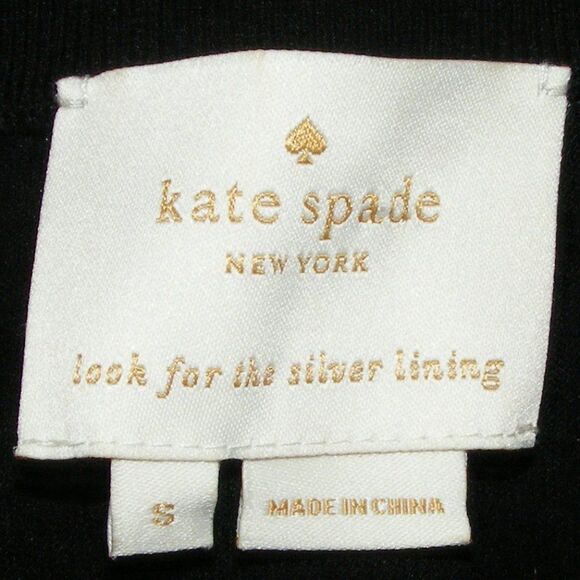 kate spade
NEW YORK
look for the silver lining
S
MADE IN CHINA